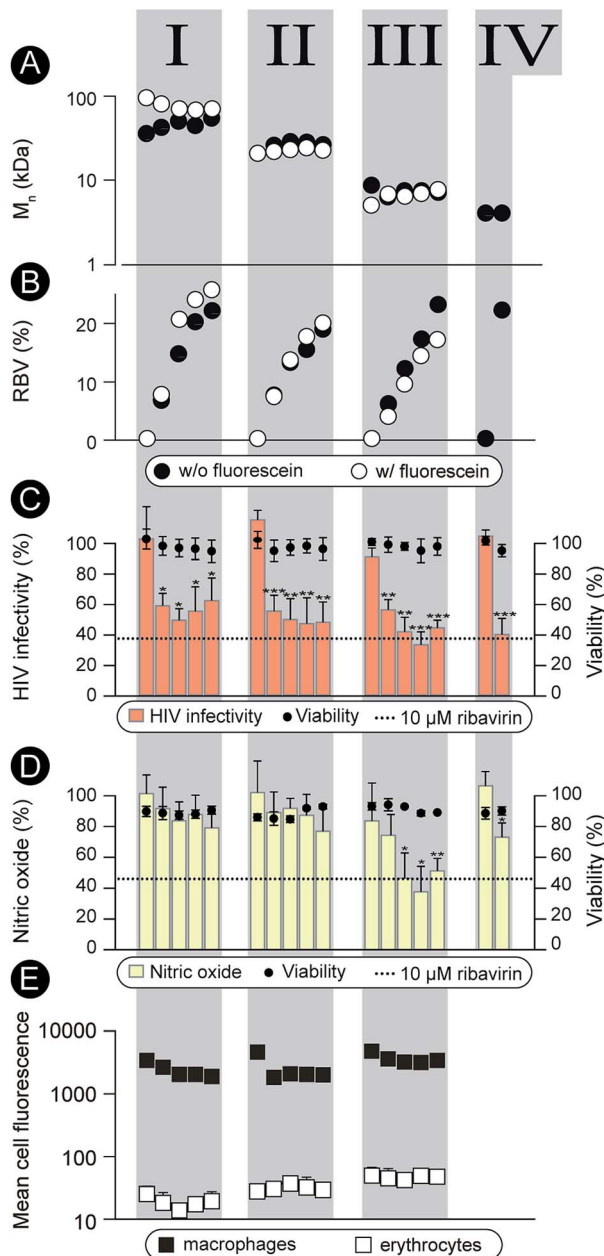 I II III IV
A
100
10
1
Mn (kDa)
B
20
10
0
RBV (%)
w/o fluorescein w/ fluorescein
C
100
80
60
40
20
0
HIV infectivity (%)
* * * *
*** ** ** **
** ** *** ***
***
100
80
60
40
20
0
Viability (%)
HIV infectivity Viability 10 µM ribavirin
D
100
80
60
40
20
0
Nitric oxide (%)
* * **
*
100
80
60
40
20
0
Viability (%)
Nitric oxide Viability 10 µM ribavirin
E
10000
1000
100
10
Mean cell fluorescence
macrophages erythrocytes